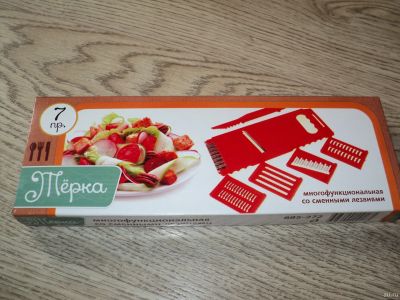 7
пр.
Тёрка
многофункциональная
со сменными лезвиями
многофункциональная
со сменными лезвиями